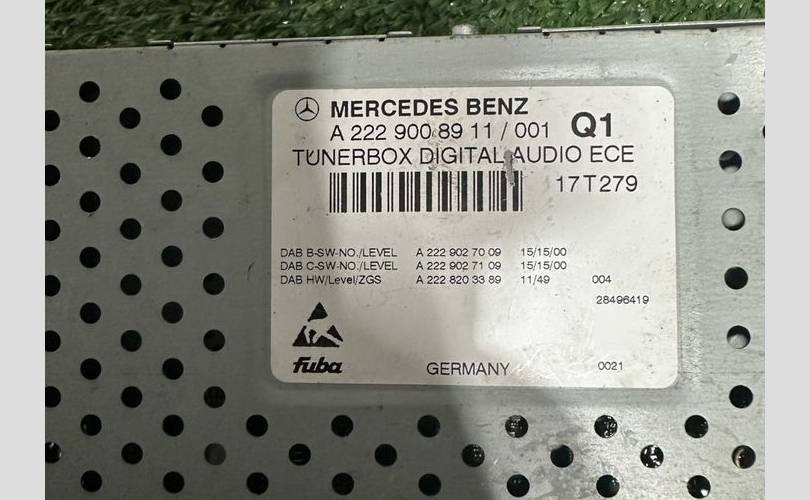 MERCEDES BENZ
A 222 900 89 11 / 001 Q1
TUNERBOX DIGITAL AUDIO ECE
17T279
DAB B-SW-NO./LEVEL A 222 902 70 09 15/15/00
DAB C-SW-NO./LEVEL A 222 902 71 09 15/15/00
DAB HW/Level/ZGS A 222 820 33 89 11/49 004
28496419
fuba GERMANY 0021